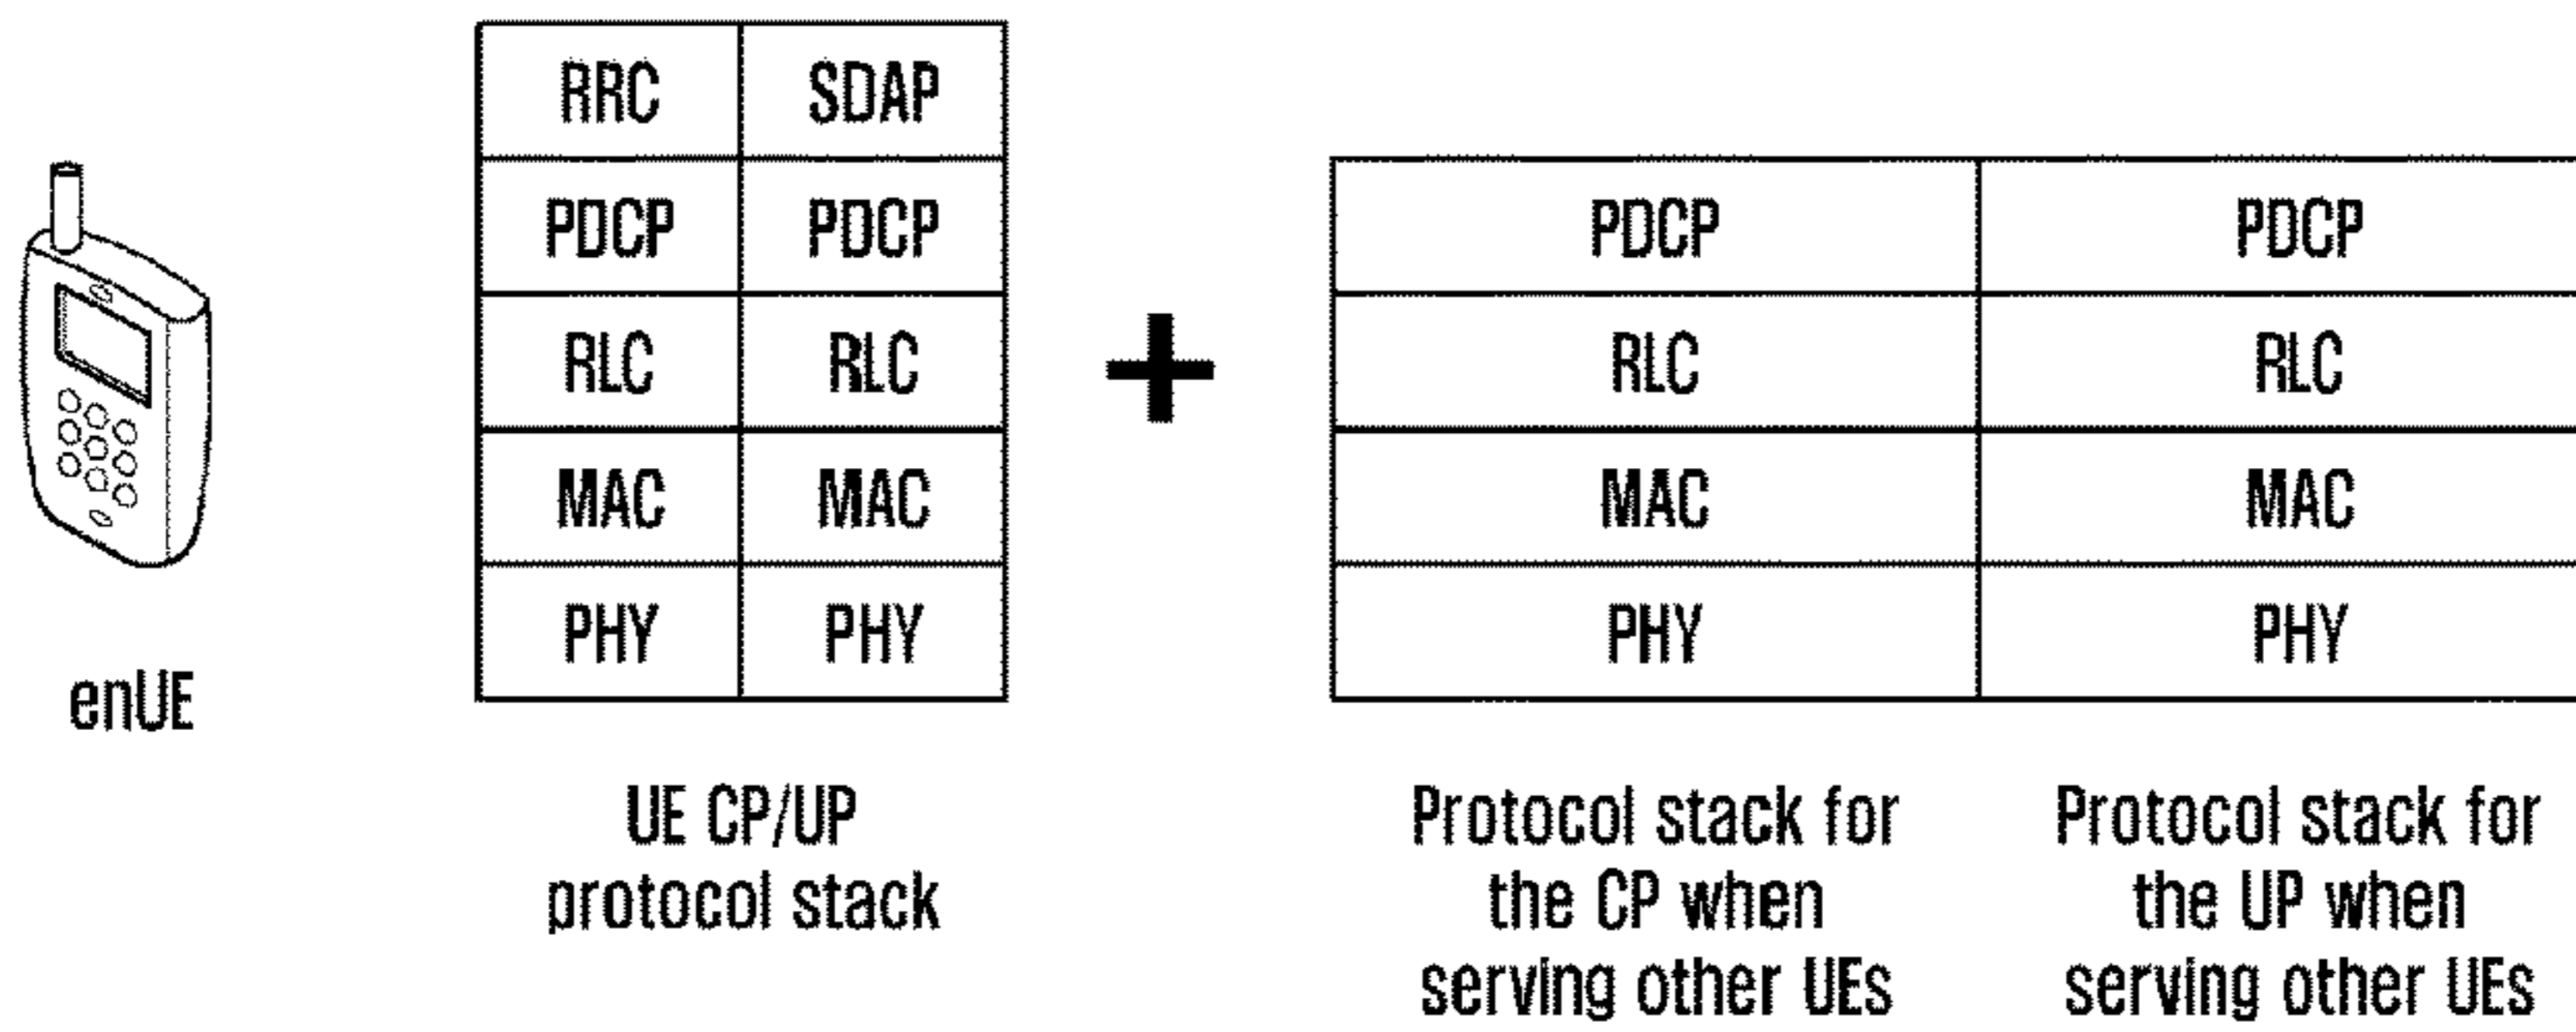 RRC SDAP
PDCP PDCP PDCP PDCP
RLC RLC RLC RLC
MAC MAC MAC MAC
PHY PHY PHY PHY
enUE
UE CP/UP
protocol stack
Protocol stack for
the CP when
serving other UEs
Protocol stack for
the UP when
serving other UEs